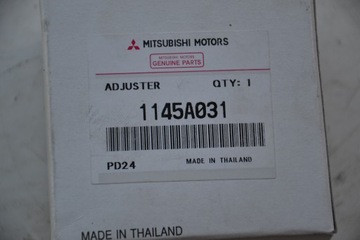 MITSUBISHI MOTORS
MITSUBISHI MOTORS
GENUINE PARTS
ADJUSTER QTY: 1
1145A031
PD24 MADE IN THAILAND
MADE IN THAILAND